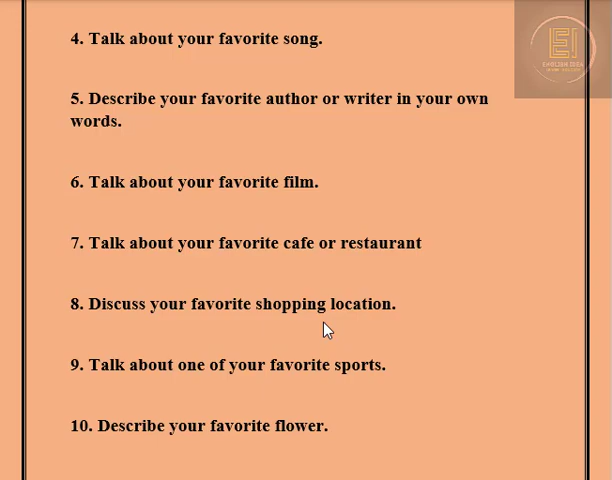 4. Talk about your favorite song.
5. Describe your favorite author or writer in your own
words.
6. Talk about your favorite film.
7. Talk about your favorite cafe or restaurant
8. Discuss your favorite shopping location.
9. Talk about one of your favorite sports.
10. Describe your favorite flower.
EI
ENGLISH IDEA